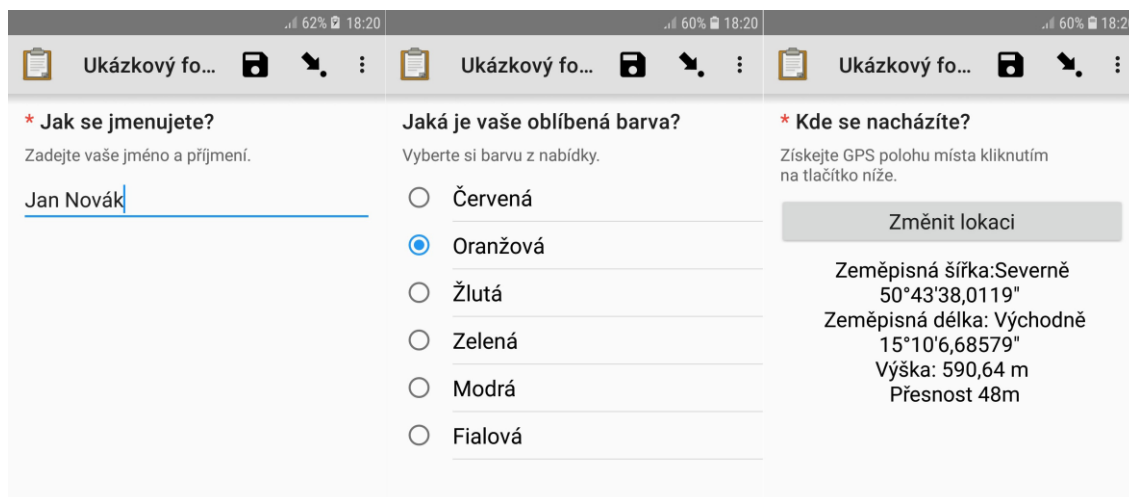 62% 18:20
Ukázkový fo...
* Jak se jmenujete?
Zadejte vaše jméno a příjmení.
Jan Novák
60% 18:20
Ukázkový fo...
Jaká je vaše oblíbená barva?
Vyberte si barvu z nabídky.
Červená
Oranžová
Žlutá
Zelená
Modrá
Fialová
60% 18:20
Ukázkový fo...
* Kde se nacházíte?
Získejte GPS polohu místa kliknutím
na tlačítko níže.
Změnit lokaci
Zeměpisná šířka:Severně
50°43'38,0119"
Zeměpisná délka: Východně
15°10'6,68579"
Výška: 590,64 m
Přesnost 48m